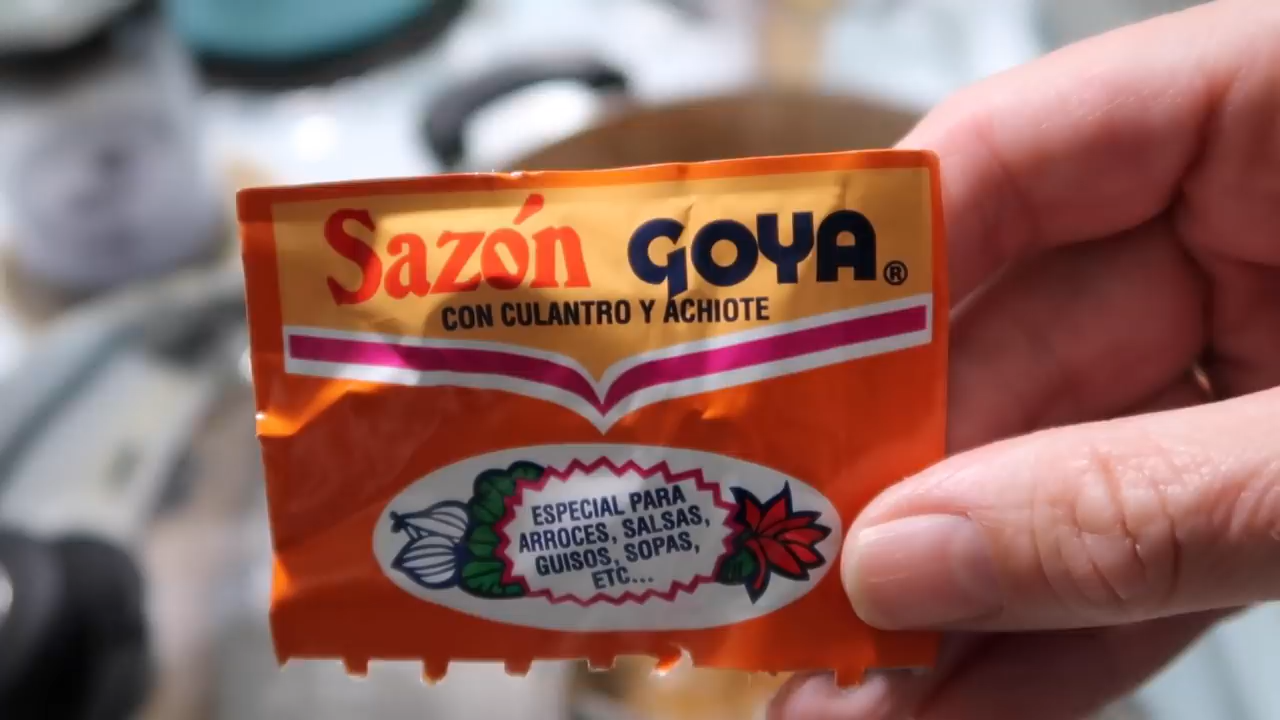 Sazón GOYA®
CON CULANTRO Y ACHIOTE
ESPECIAL PARA
ARROCES, SALSAS,
GUISOS, SOPAS,
ETC...